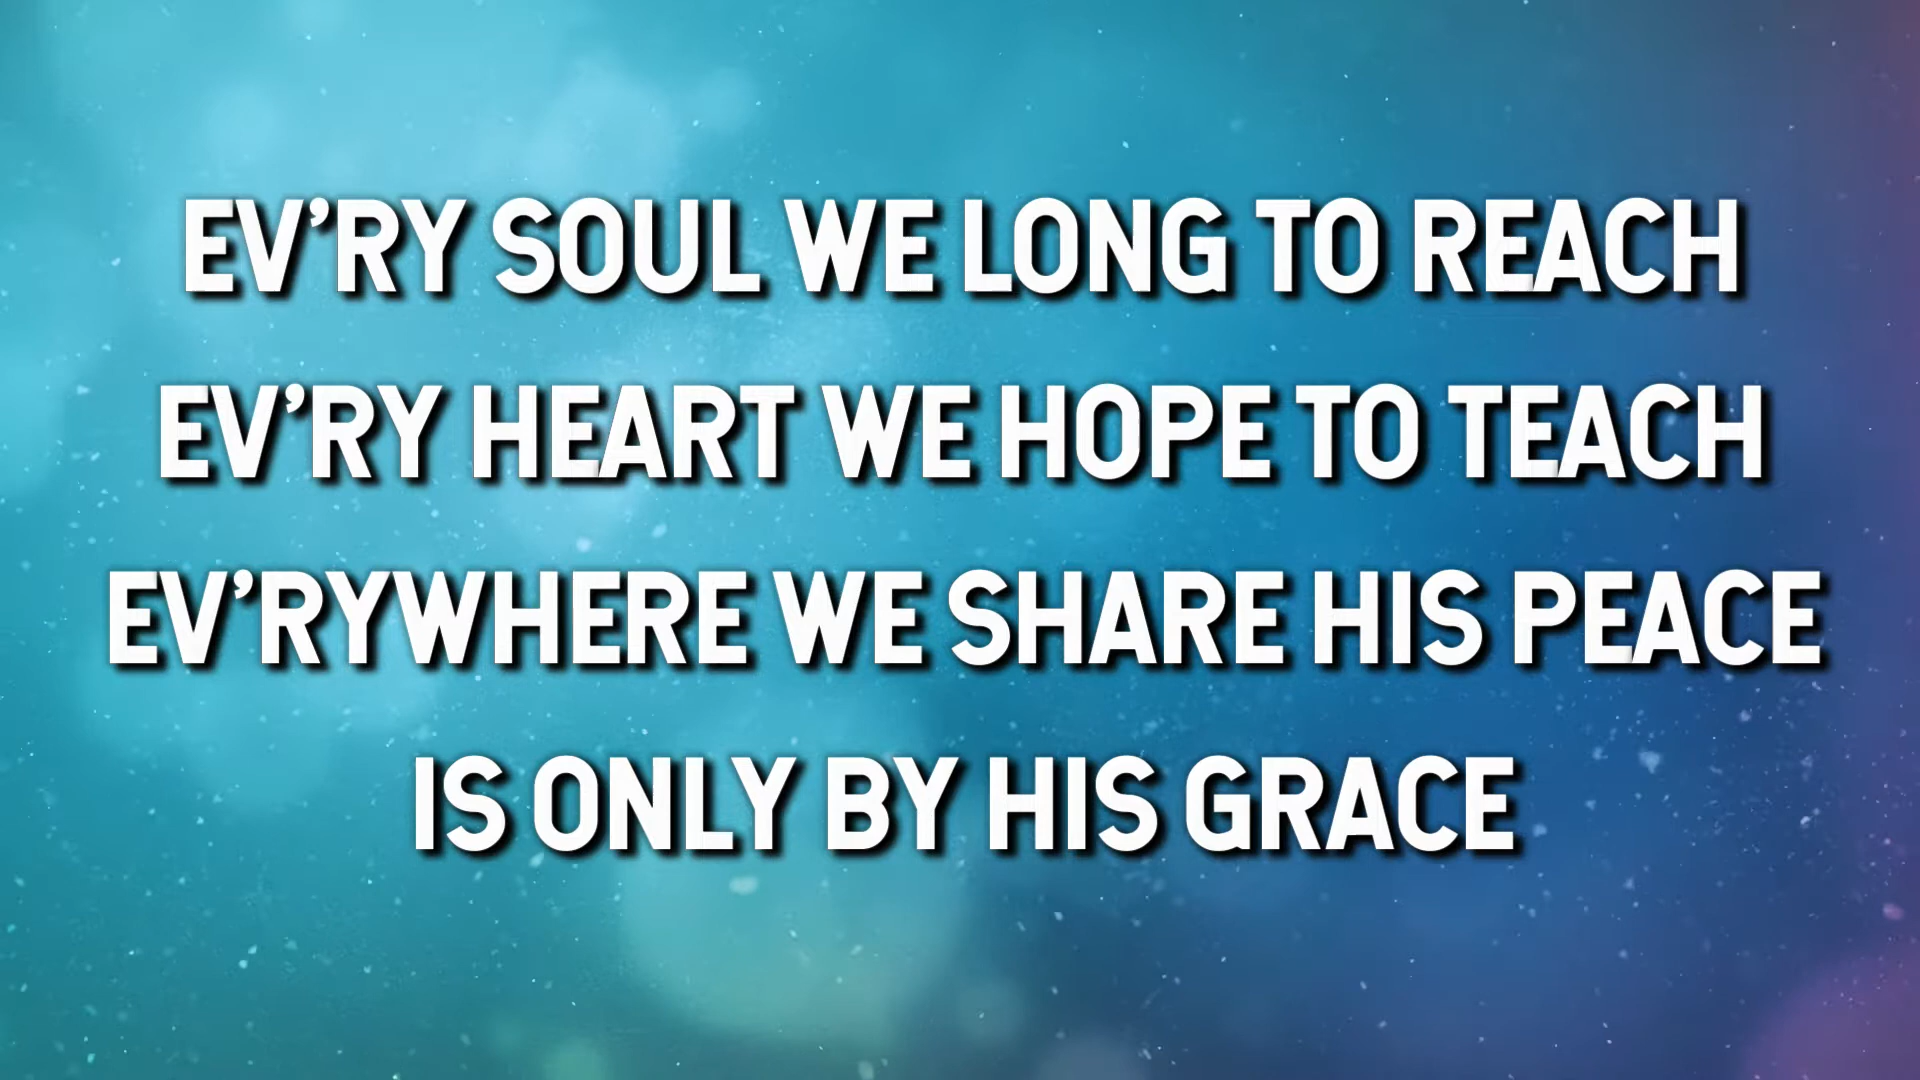 EV’RY SOUL WE LONG TO REACH
EV’RY HEART WE HOPE TO TEACH
EV’RYWHERE WE SHARE HIS PEACE
IS ONLY BY HIS GRACE